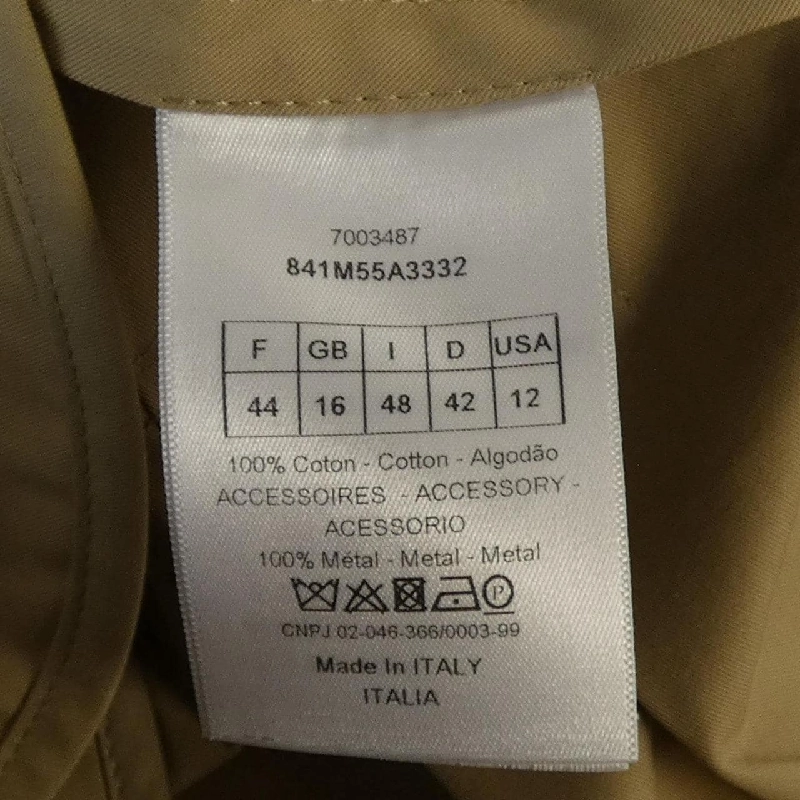 7003487
841M55A3332
F GB I D USA
44 16 48 42 12
100% Coton - Cotton - Algodão
ACCESSOIRES - ACCESSORY -
ACESSORIO
100% Métal - Metal - Metal
P
CNPJ 02-046-366/0003-99
Made In ITALY
ITALIA